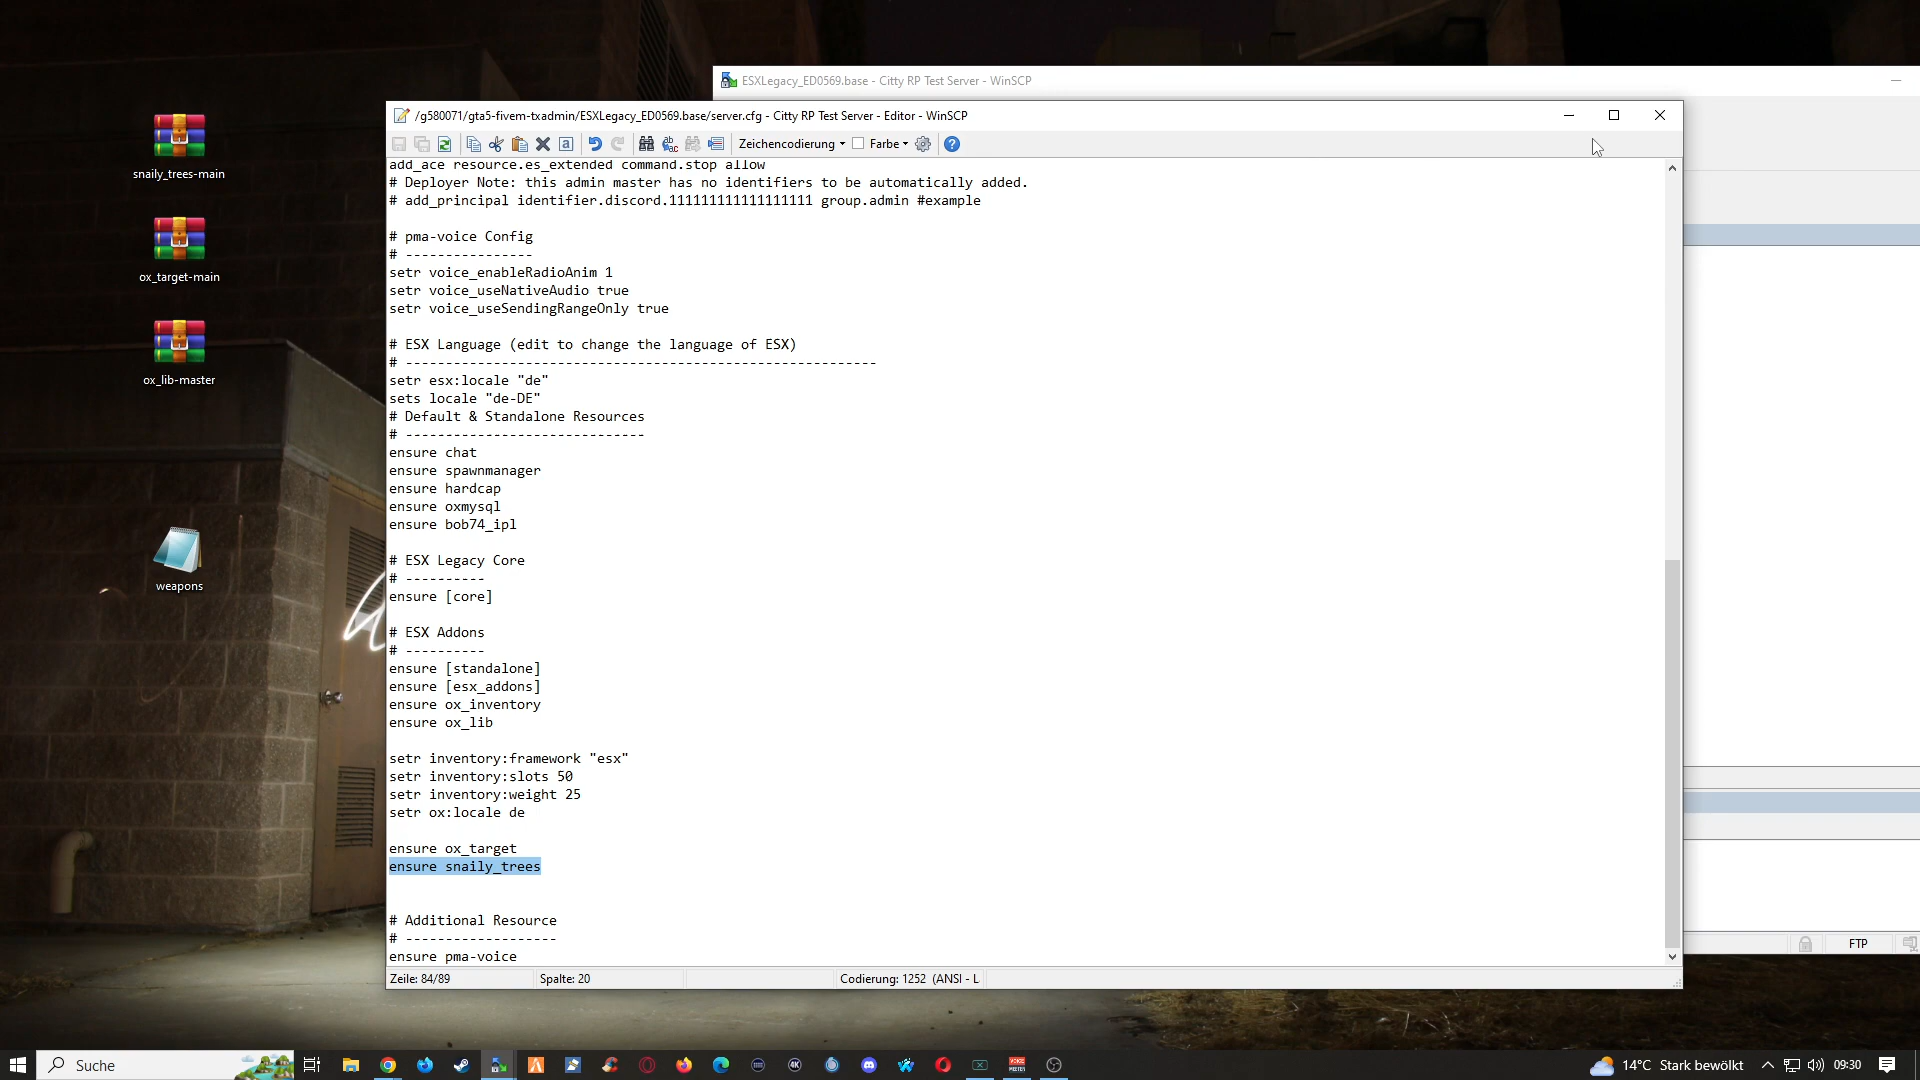 ESXLegacy_ED0569.base - Citty RP Test Server - WinSCP
/g580071/gta5-fivem-txadmin/ESXLegacy_ED0569.base/server.cfg - Citty RP Test Server - Editor - WinSCP
Zeichencodierung
Farbe
add_ace resource.es_extended command.stop allow
# Deployer Note: this admin master has no identifiers to be automatically added.
# add_principal identifier.discord.111111111111111111 group.admin #example
# pma-voice Config
# ----------------
setr voice_enableRadioAnim 1
setr voice_useNativeAudio true
setr voice_useSendingRangeOnly true
# ESX Language (edit to change the language of ESX)
# -----------------------------------------------------------
setr esx:locale "de"
sets locale "de-DE"
# Default & Standalone Resources
# ------------------------------
ensure chat
ensure spawnmanager
ensure hardcap
ensure oxmysql
ensure bob74_ipl
# ESX Legacy Core
# ----------
ensure [core]
# ESX Addons
# ----------
ensure [standalone]
ensure [esx_addons]
ensure ox_inventory
ensure ox_lib
setr inventory:framework "esx"
setr inventory:slots 50
setr inventory:weight 25
setr ox:locale de
ensure ox_target
ensure snaily_trees
# Additional Resource
# -------------------
ensure pma-voice
Zeile: 84/89
Spalte: 20
Codierung: 1252 (ANSI - L
FTP
snaily_trees-main
ox_target-main
ox_lib-master
weapons
Suche
14°C Stark bewölkt
09:30